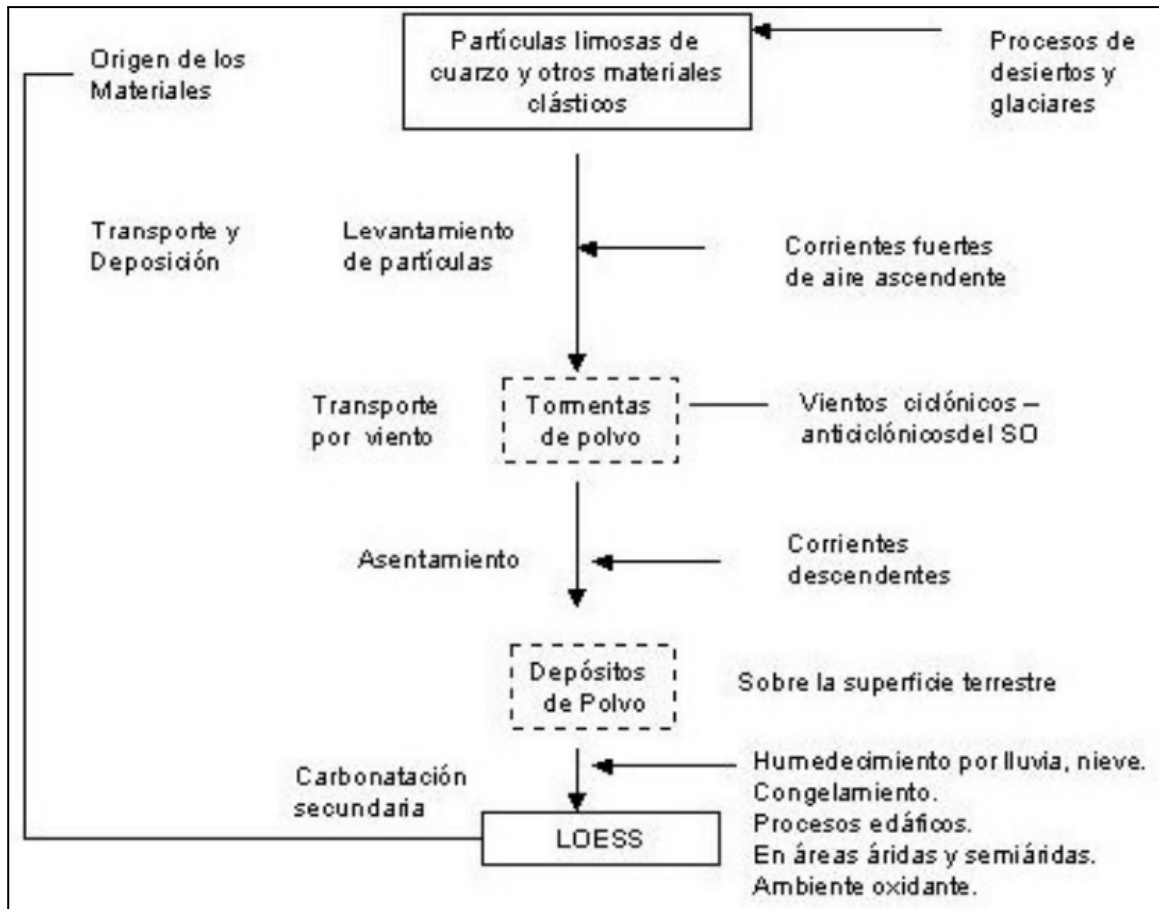 Origen de los
Materiales
Partículas limosas de
cuarzo y otros materiales
clásticos
Procesos de
desiertos y
glaciares
Transporte y
Deposición
Levantamiento
de partículas
Corrientes fuertes
de aire ascendente
Transporte
por viento
Tormentas
de polvo
Vientos ciclónicos –
anticiclónicosdel SO
Asentamiento
Corrientes
descendentes
Depósitos
de Polvo
Sobre la superficie terrestre
Carbonatación
secundaria
LOESS
Humedecimiento por lluvia, nieve.
Congelamiento.
Procesos edáficos.
En áreas áridas y semiáridas.
Ambiente oxidante.